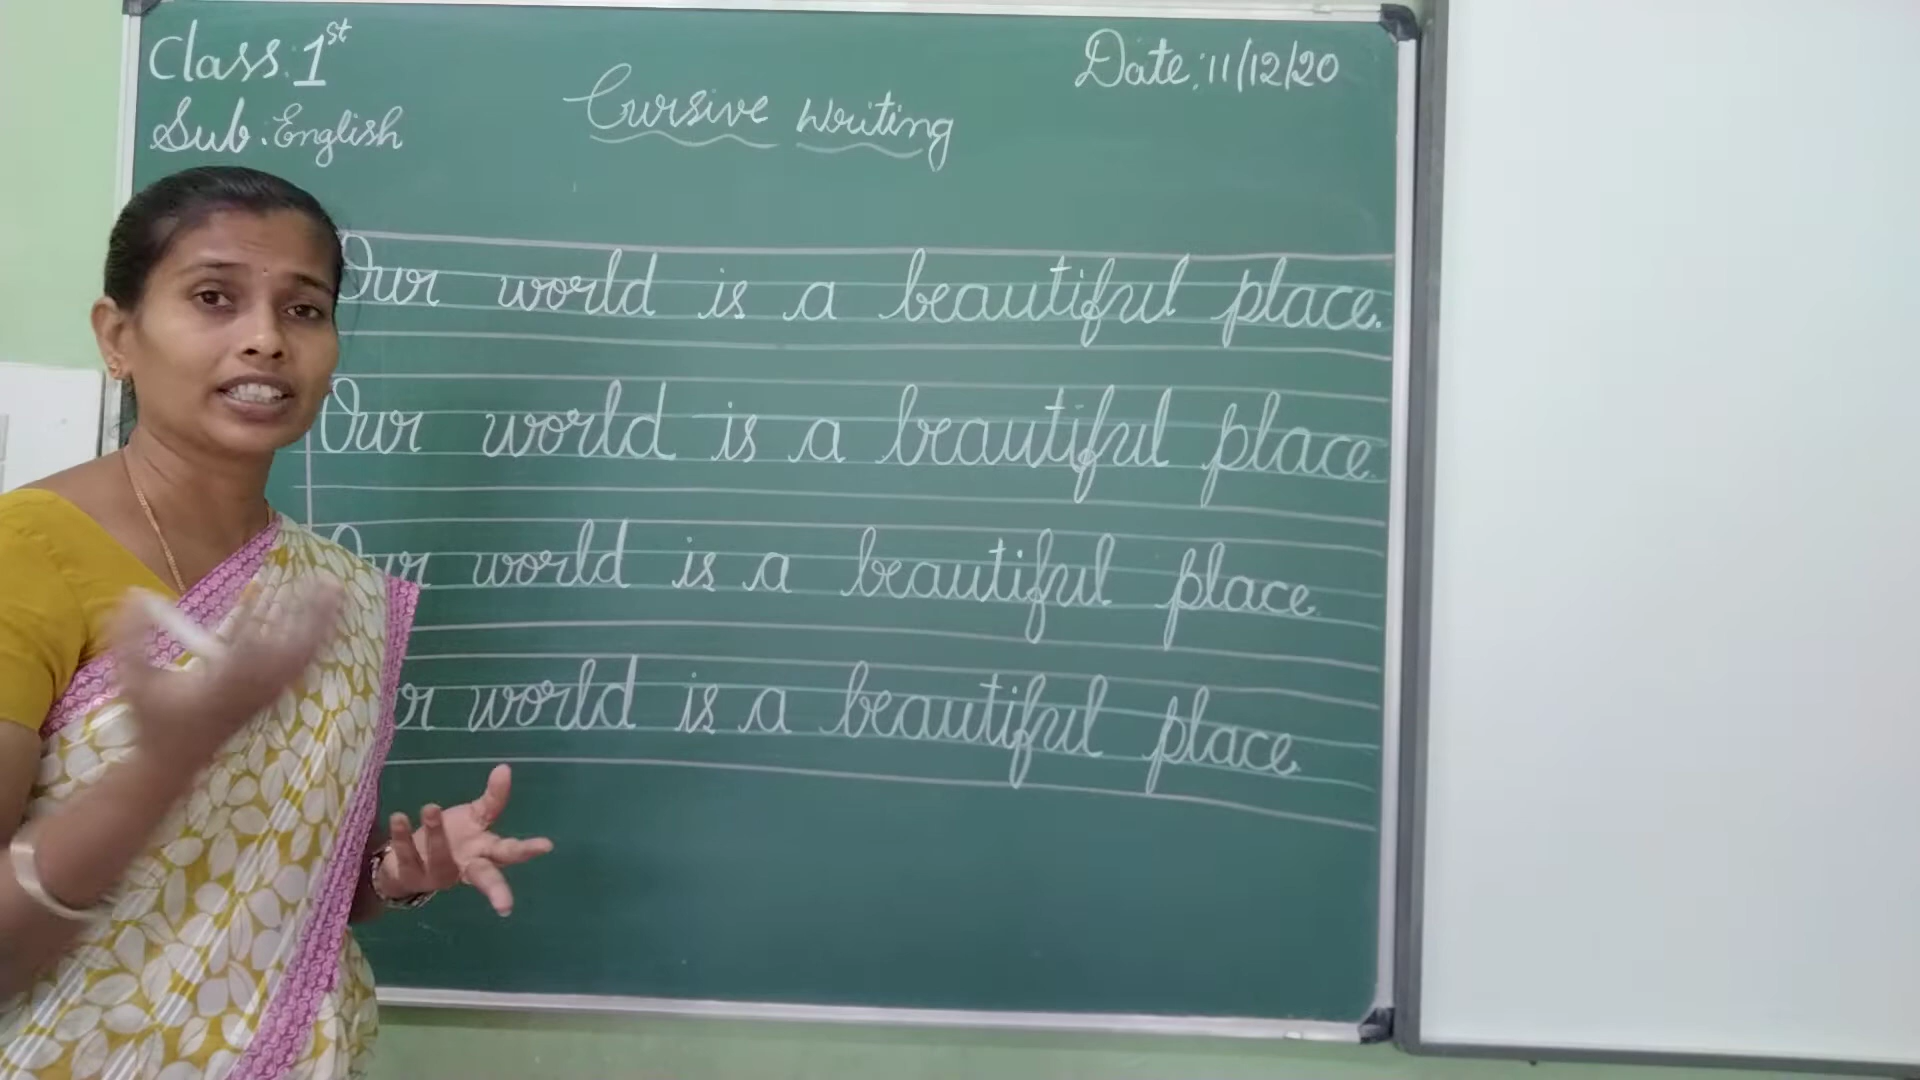 Class: 1st
Sub. English
Date: 11/12/20
Cursive Writing
Our world is a beautiful place.
Our world is a beautiful place.
Our world is a beautiful place.
world is a beautiful place.